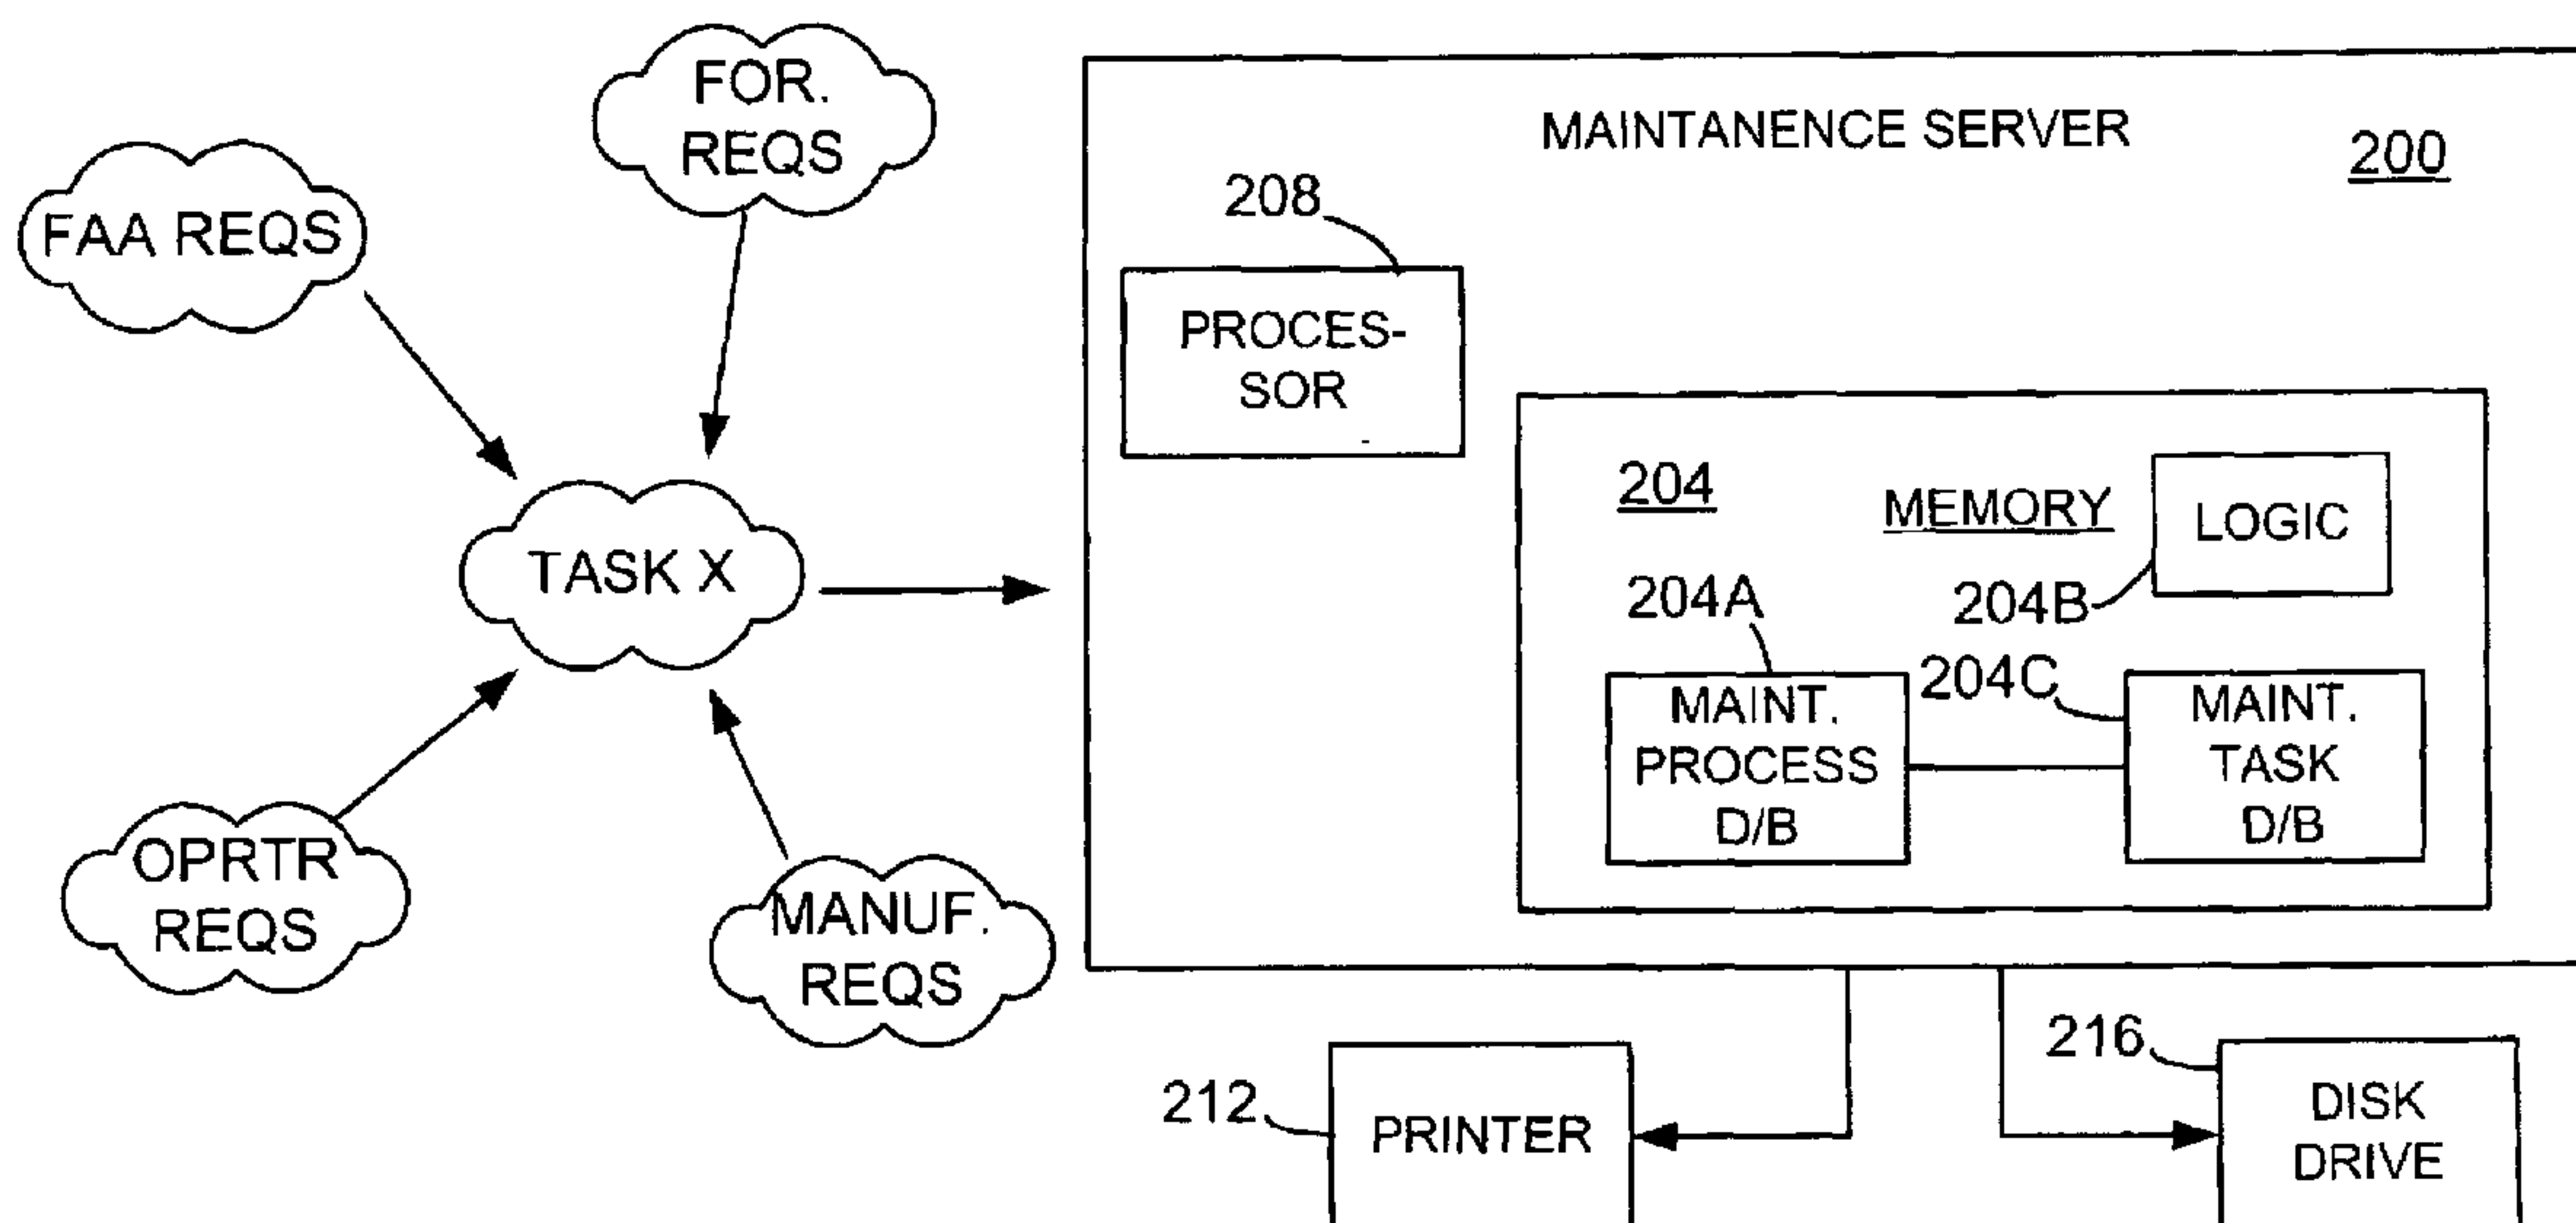 FOR.
REQS
FAA REQS
TASK X
OPRTR
REQS
MANUF.
REQS
MAINTANENCE SERVER
200
208
PROCES-
SOR
204
MEMORY
LOGIC
204B
204A
MAINT.
PROCESS
D/B
204C
MAINT.
TASK
D/B
212
PRINTER
216
DISK
DRIVE